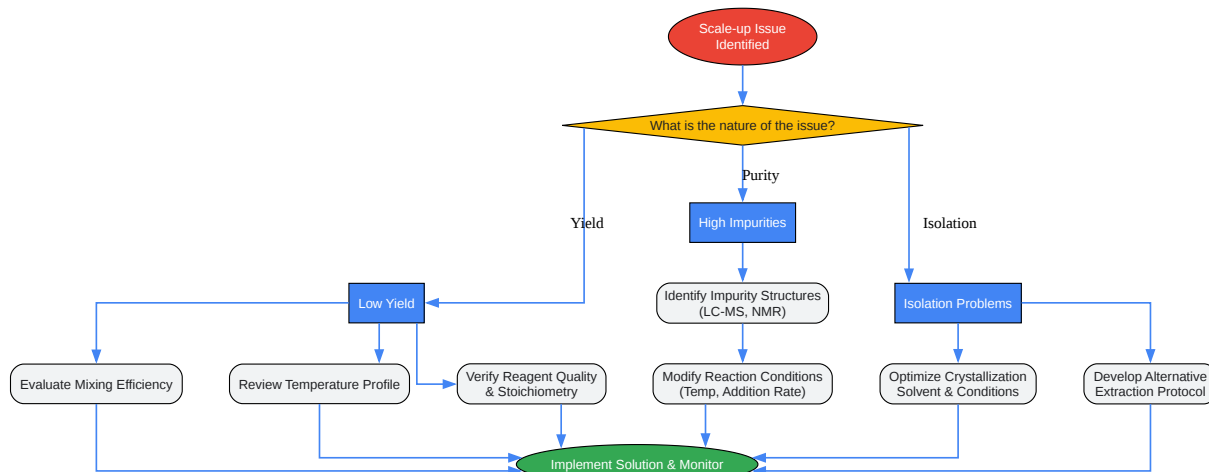 Scale-up Issue
Identified
What is the nature of the issue?
Purity
Yield
High Impurities
Isolation
Low Yield
Identify Impurity Structures
(LC-MS, NMR)
Isolation Problems
Evaluate Mixing Efficiency
Review Temperature Profile
Verify Reagent Quality
& Stoichiometry
Modify Reaction Conditions
(Temp, Addition Rate)
Optimize Crystallization
Solvent & Conditions
Develop Alternative
Extraction Protocol
Implement Solution & Monitor